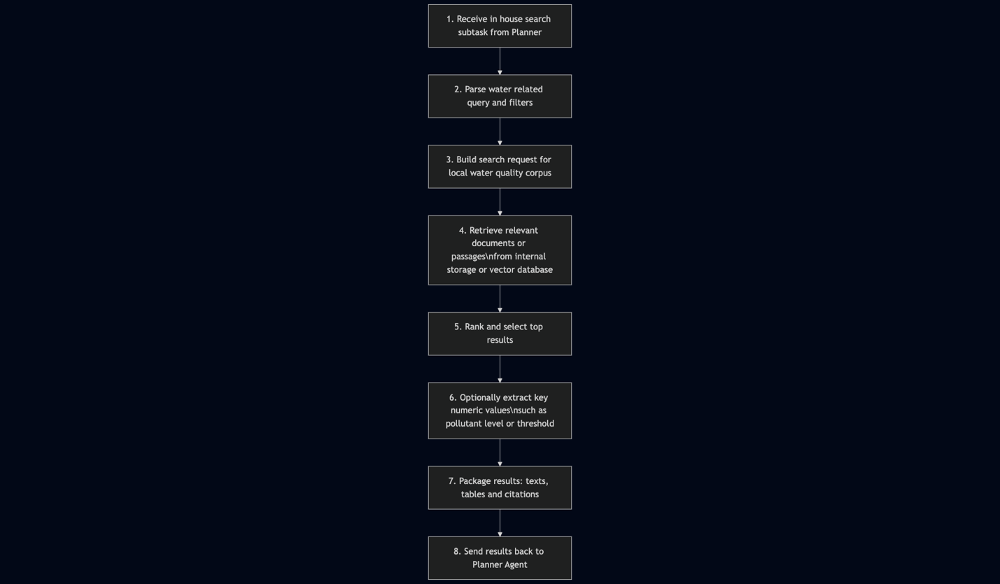 1. Receive in house search
subtask from Planner
2. Parse water related
query and filters
3. Build search request for
local water quality corpus
4. Retrieve relevant
documents or
passages\nfrom internal
storage or vector database
5. Rank and select top
results
6. Optionally extract key
numeric values\nsuch as
pollutant level or threshold
7. Package results: texts,
tables and citations
8. Send results back to
Planner Agent